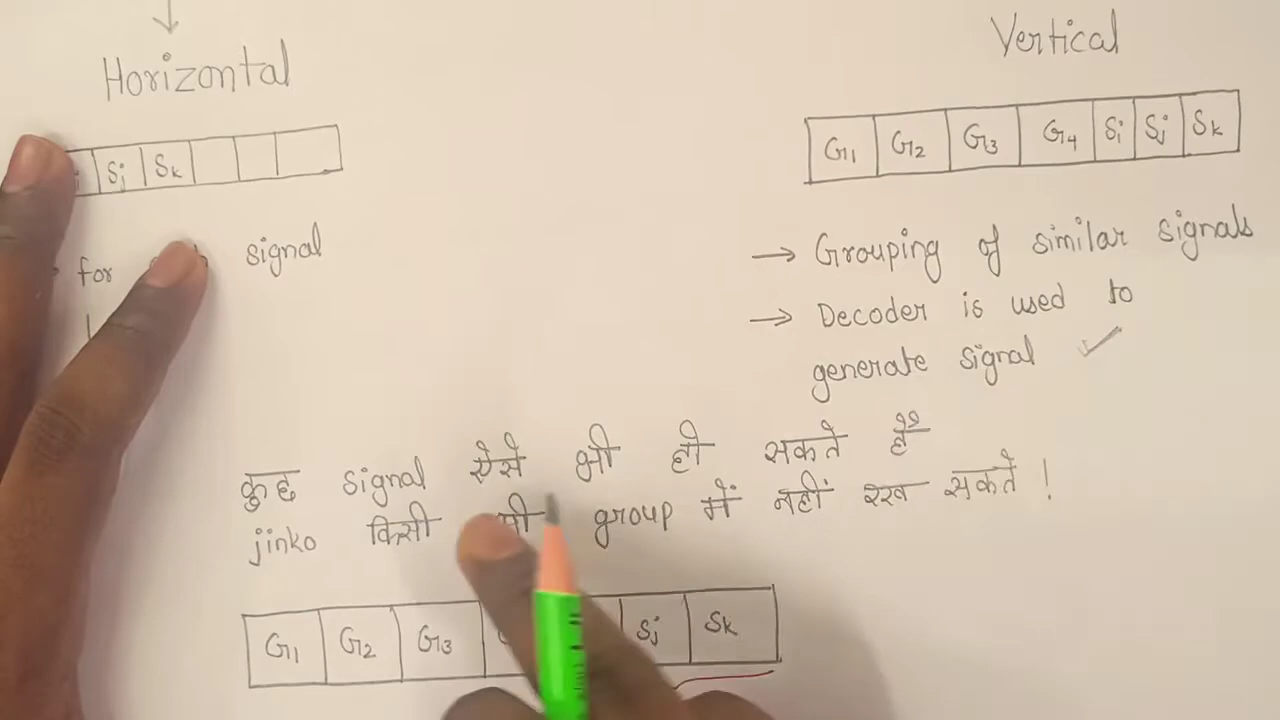 Horizontal
Sj Sk
for signal
Vertical
G1 G2 G3 G4 Si Sj Sk
→ Grouping of similar signals
→ Decoder is used to
generate signal ✓
कुछ signal ऐसे भी हो सकते हैं
jinko किसी भी group में नहीं रख सकते !
G1 G2 G3 Sj Sk